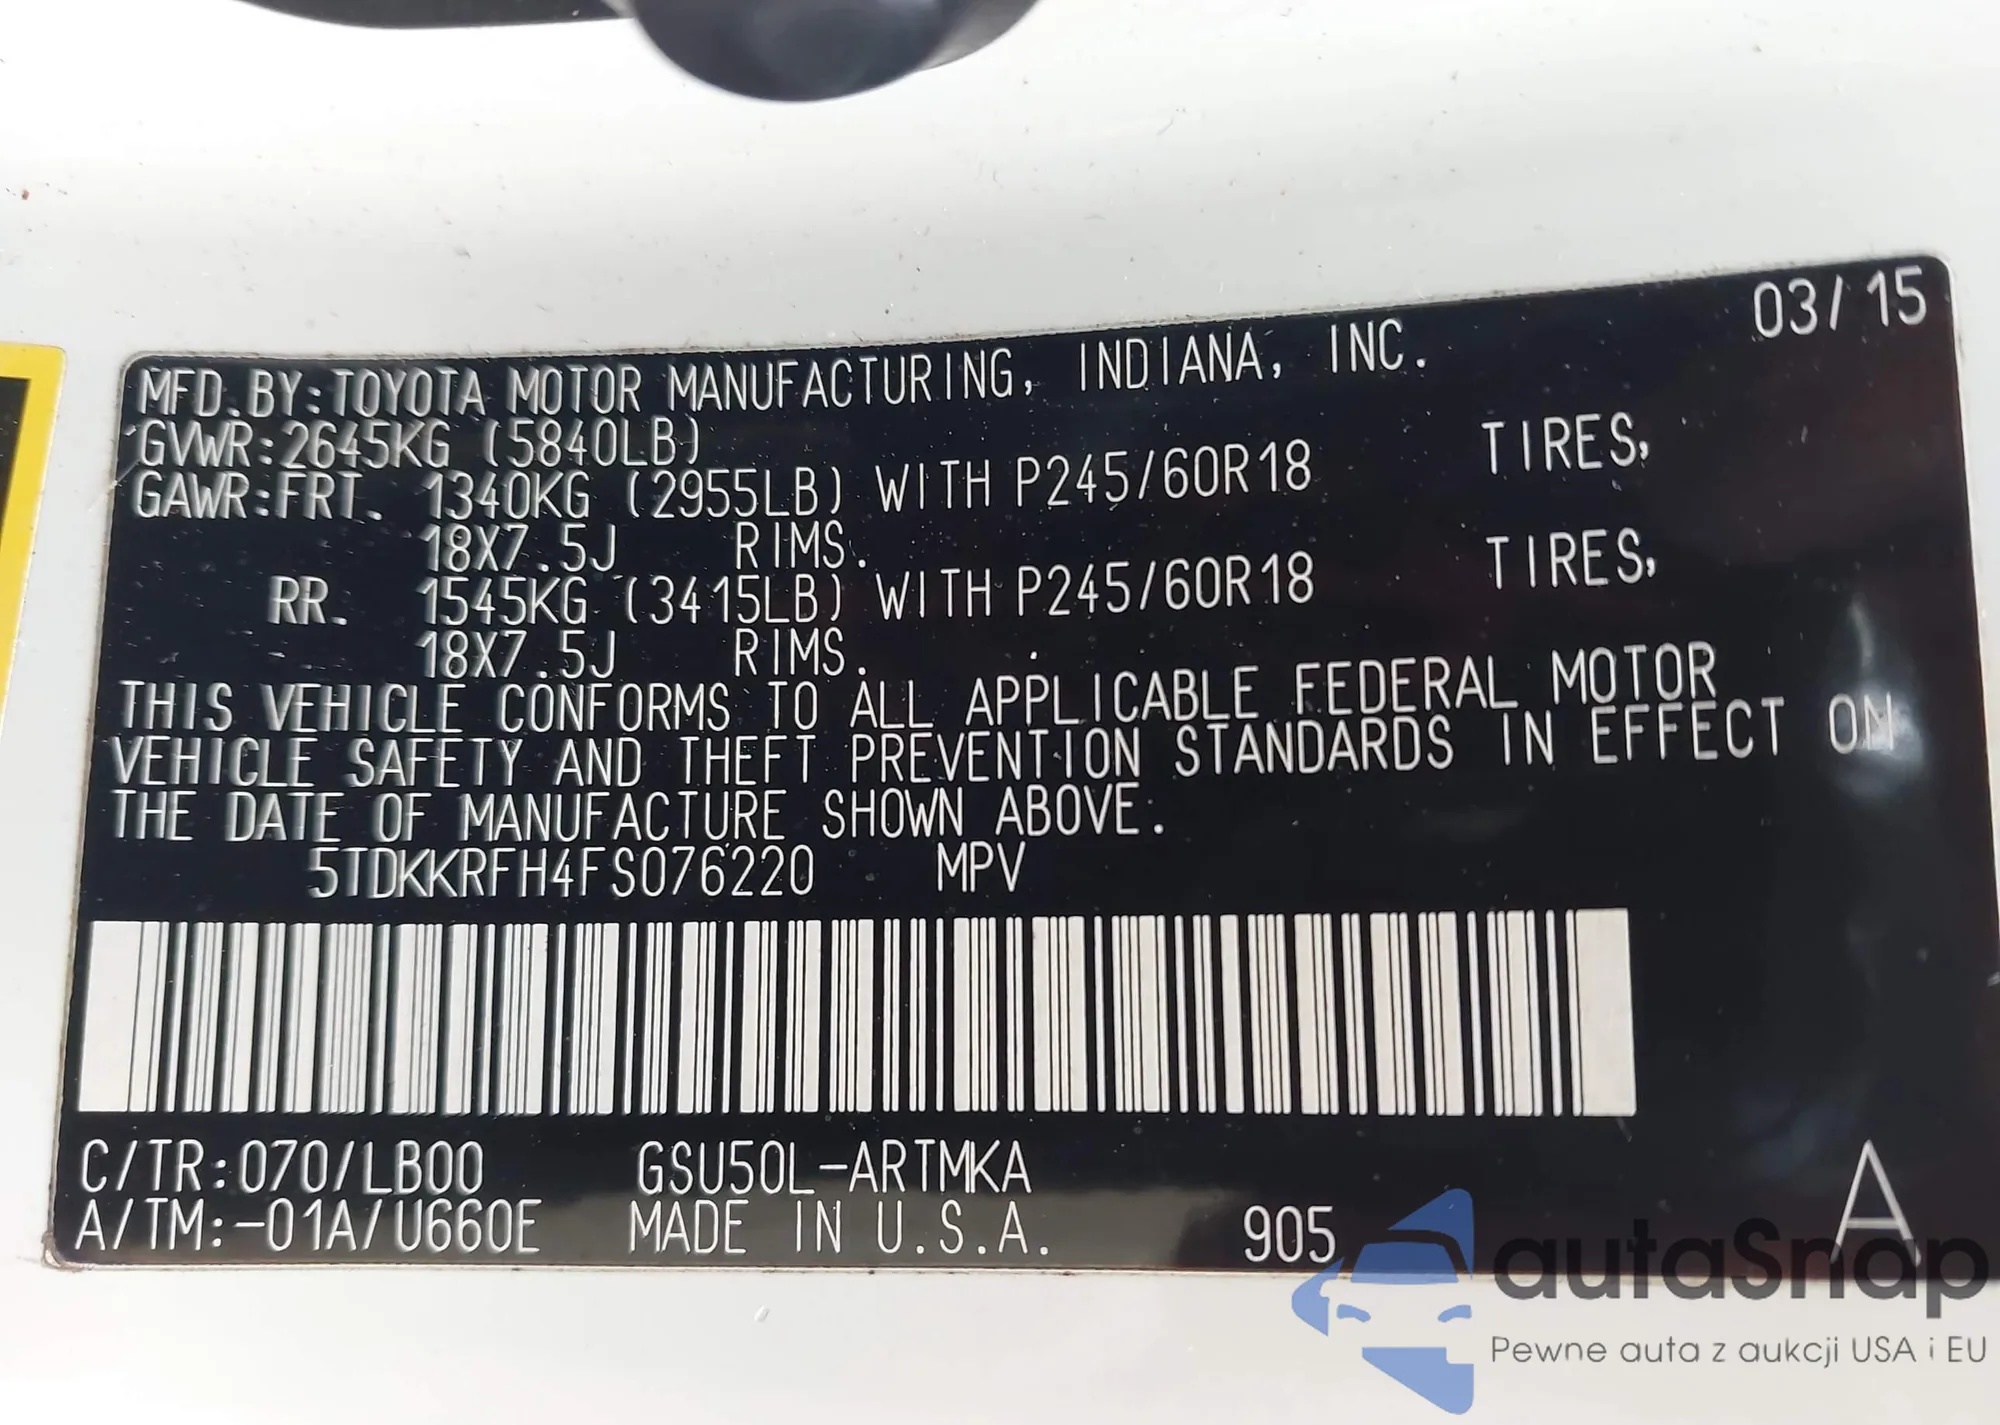 03/15
MFD. BY:TOYOTA MOTOR MANUFACTURING, INDIANA, INC.
GVWR:2645KG (5840LB)
GAWR:FRT. 1340KG (2955LB) WITH P245/60R18 TIRES,
18X7.5J RIMS.
RR. 1545KG (3415LB) WITH P245/60R18 TIRES,
18X7.5J RIMS.
THIS VEHICLE CONFORMS TO ALL APPLICABLE FEDERAL MOTOR
VEHICLE SAFETY AND THEFT PREVENTION STANDARDS IN EFFECT ON
THE DATE OF MANUFACTURE SHOWN ABOVE.
5TDKKRFH4FS076220 MPV
C/TR:070/LB00 GSU50L-ARTMKA
A/TM:-01A/U660E MADE IN U.S.A. 905 A
autoSnap
Pewne auta z aukcji USA i EU